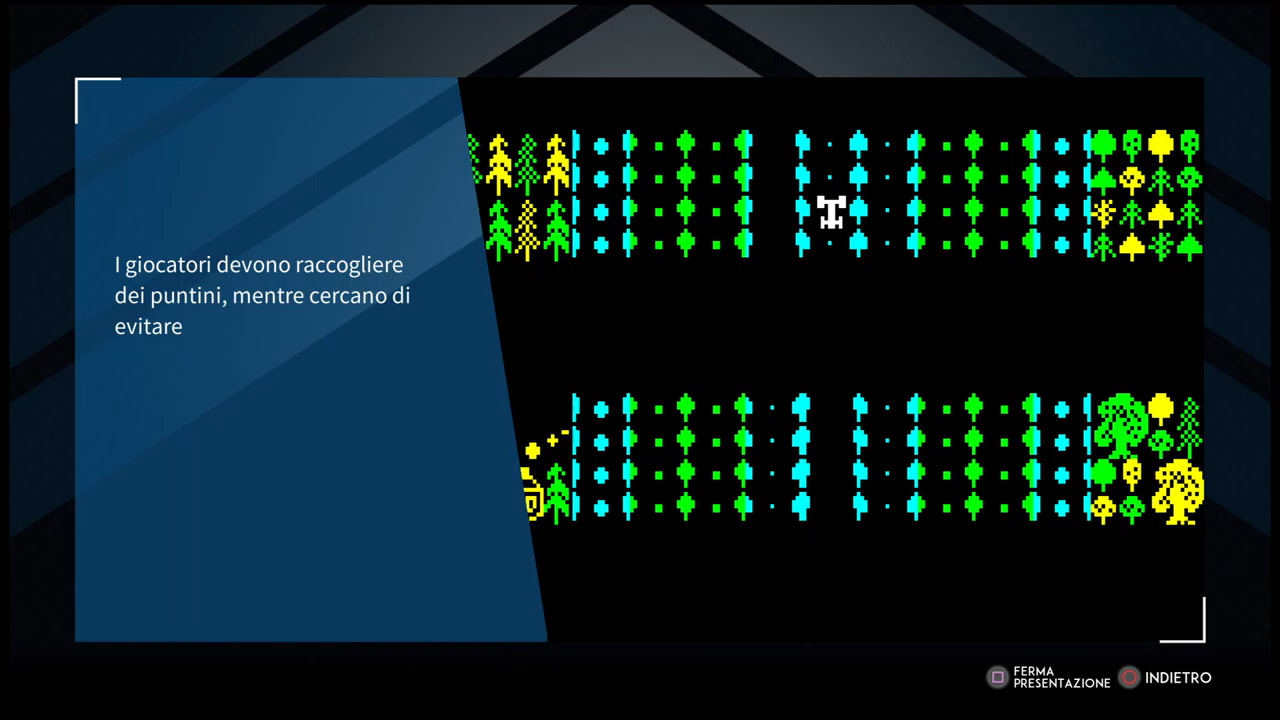 I giocatori devono raccogliere
dei puntini, mentre cercano di
evitare
FERMA
PRESENTAZIONE
INDIETRO